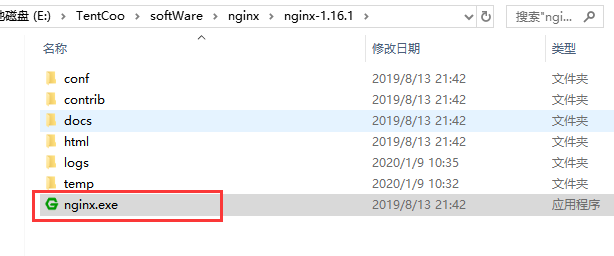 也磁盘 (E:) > TentCoo > softWare > nginx > nginx-1.16.1 > 搜索"ngi...
名称 修改日期 类型
conf 2019/8/13 21:42 文件夹
contrib 2019/8/13 21:42 文件夹
docs 2019/8/13 21:42 文件夹
html 2019/8/13 21:42 文件夹
logs 2020/1/9 10:35 文件夹
temp 2020/1/9 10:32 文件夹
nginx.exe 2019/8/13 21:42 应用程序